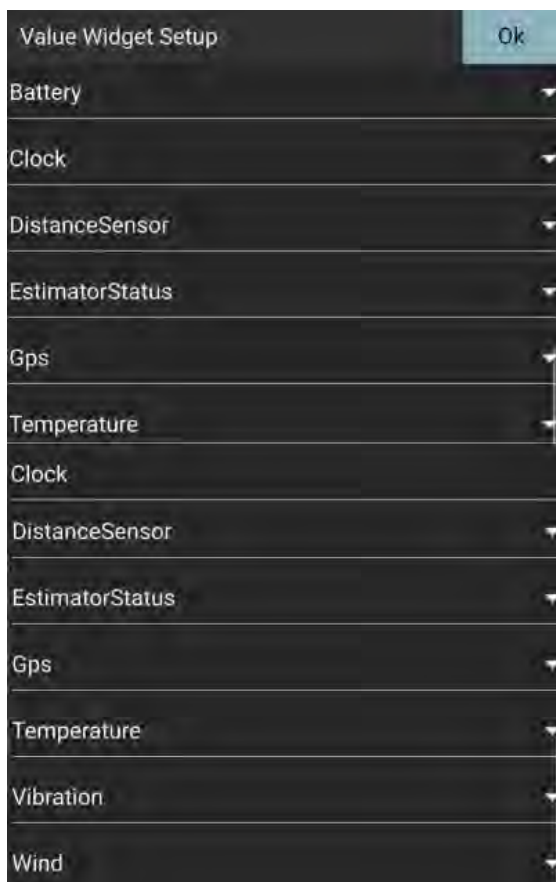 Value Widget Setup Ok
Battery
Clock
DistanceSensor
EstimatorStatus
Gps
Temperature
Clock
DistanceSensor
EstimatorStatus
Gps
Temperature
Vibration
Wind